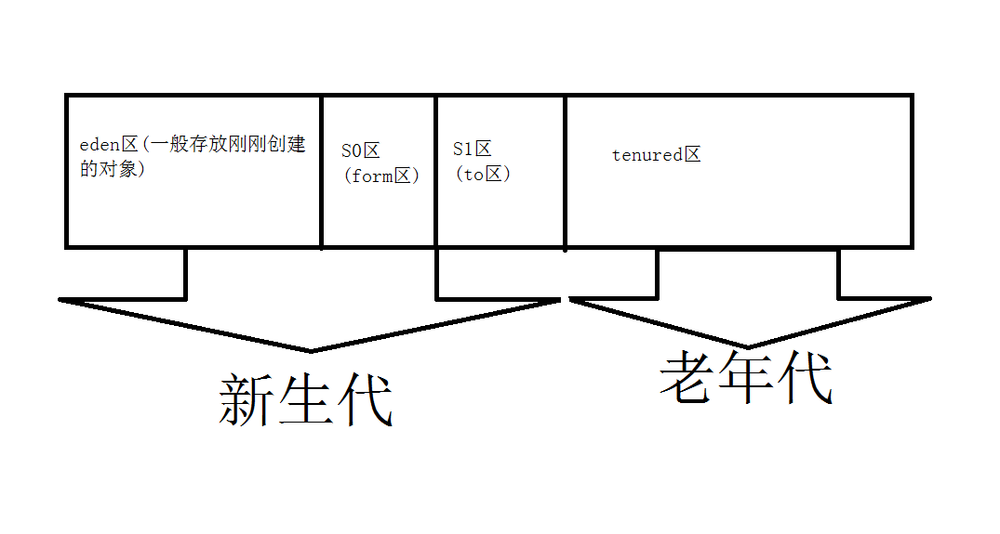 eden区(一般存放刚刚创建
的对象)
S0区
(form区)
S1区
(to区)
tenured区
新生代
老年代